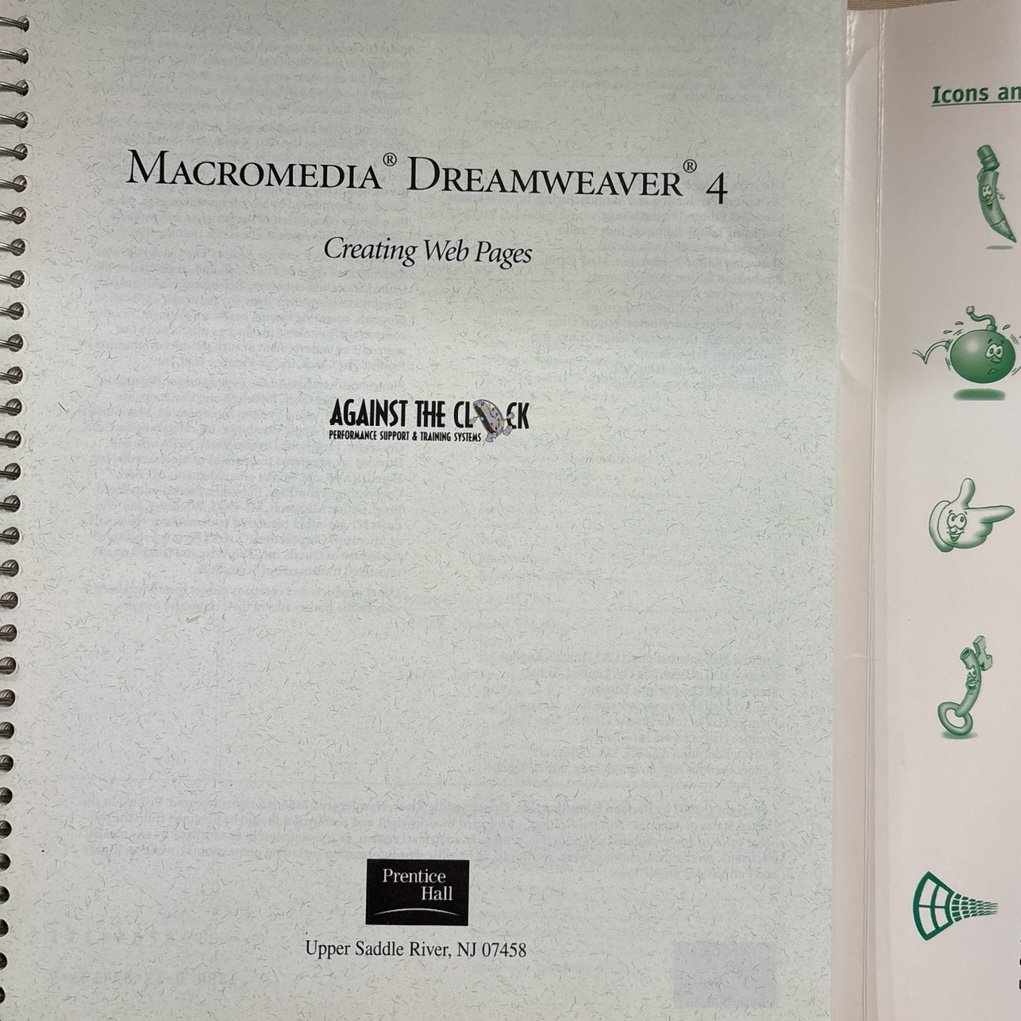 MACROMEDIA® DREAMWEAVER® 4
Creating Web Pages
AGAINST THE CLOCK
PERFORMANCE SUPPORT & TRAINING SYSTEMS
Prentice
Hall
Upper Saddle River, NJ 07458
Icons an